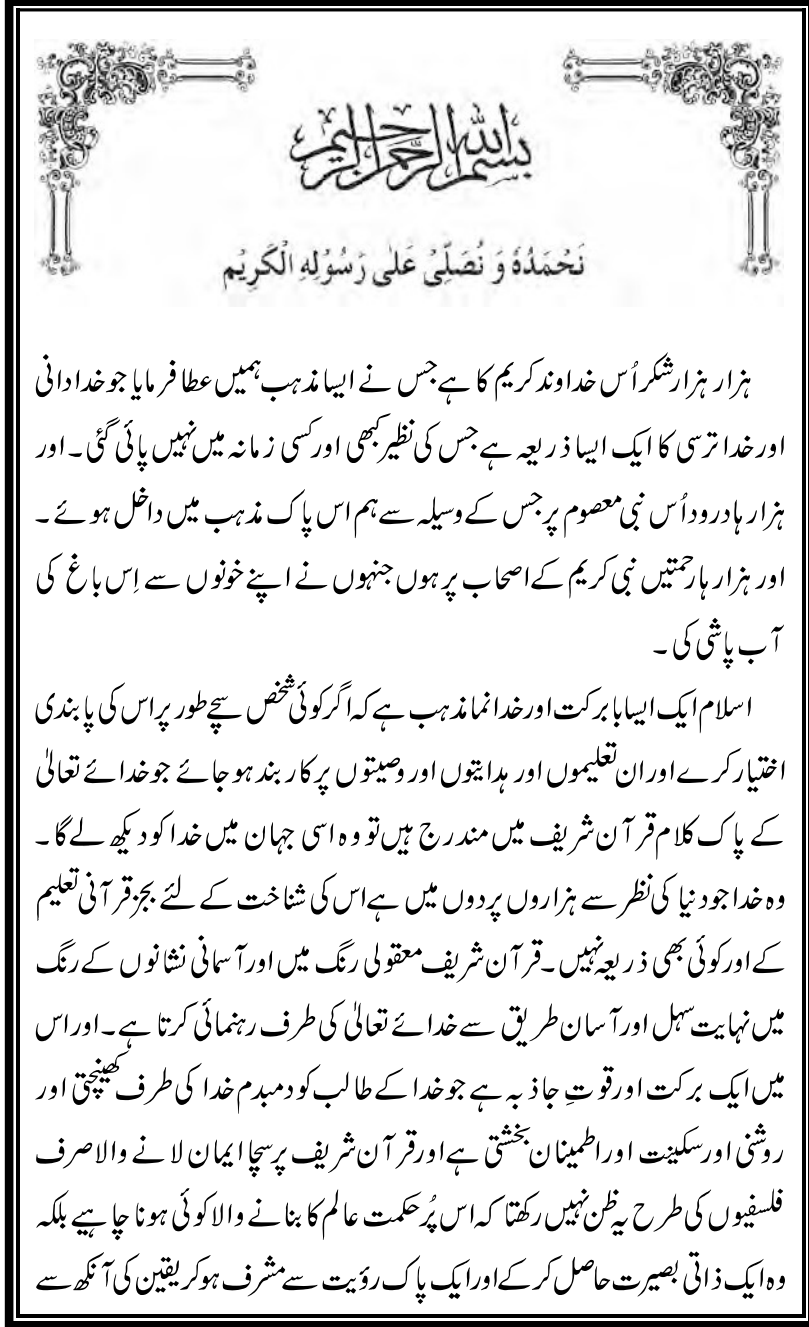 بسم اللہ الرحمن الرحیم
نَحْمَدُہٗ وَ نُصَلِّیْ عَلٰی رَسُوْلِهِ الْکَرِیْم
ہزار ہزار شکر اُس خداوند کریم کا ہے جس نے ایسا مذہب ہمیں عطا فرمایا جو خدا دانی
اور خدا ترسی کا ایک ایسا ذریعہ ہے جس کی نظیر کبھی اور کسی زمانہ میں نہیں پائی گئی۔ اور
ہزار ہا درود اُس نبی معصوم پر جس کے وسیلہ سے ہم اس پاک مذہب میں داخل ہوئے۔
اور ہزار ہا رحمتیں نبی کریم کے اصحاب پر ہوں جنہوں نے اپنے خونوں سے اِس باغ کی
آب پاشی کی۔
اسلام ایک ایسا بابرکت اور خدا نما مذہب ہے کہ اگر کوئی شخص سچے طور پر اس کی پابندی
اختیار کرے اور ان تعلیموں اور ہدایتوں اور وصیتوں پر کاربند ہو جائے جو خدائے تعالیٰ
کے پاک کلام قرآن شریف میں مندرج ہیں تو وہ اسی جہان میں خدا کو دیکھ لے گا۔
وہ خدا جو دنیا کی نظر سے ہزاروں پردوں میں ہے اس کی شناخت کے لئے بجز قرآنی تعلیم
کے اور کوئی بھی ذریعہ نہیں۔ قرآن شریف معقولی رنگ میں اور آسمانی نشانوں کے رنگ
میں نہایت سہل اور آسان طریق سے خدائے تعالیٰ کی طرف رہنمائی کرتا ہے۔ اور اس
میں ایک برکت اور قوتِ جاذبہ ہے جو خدا کے طالب کو دمبدم خدا کی طرف کھینچتی اور
روشنی اور سکینت اور اطمینان بخشتی ہے اور قرآن شریف پر سچا ایمان لانے والا صرف
فلسفیوں کی طرح یہ ظن نہیں رکھتا کہ اس پُرحکمت عالم کا بنانے والا کوئی ہونا چاہیے بلکہ
وہ ایک ذاتی بصیرت حاصل کر کے اور ایک پاک رؤیت سے مشرف ہو کر یقین کی آنکھ سے